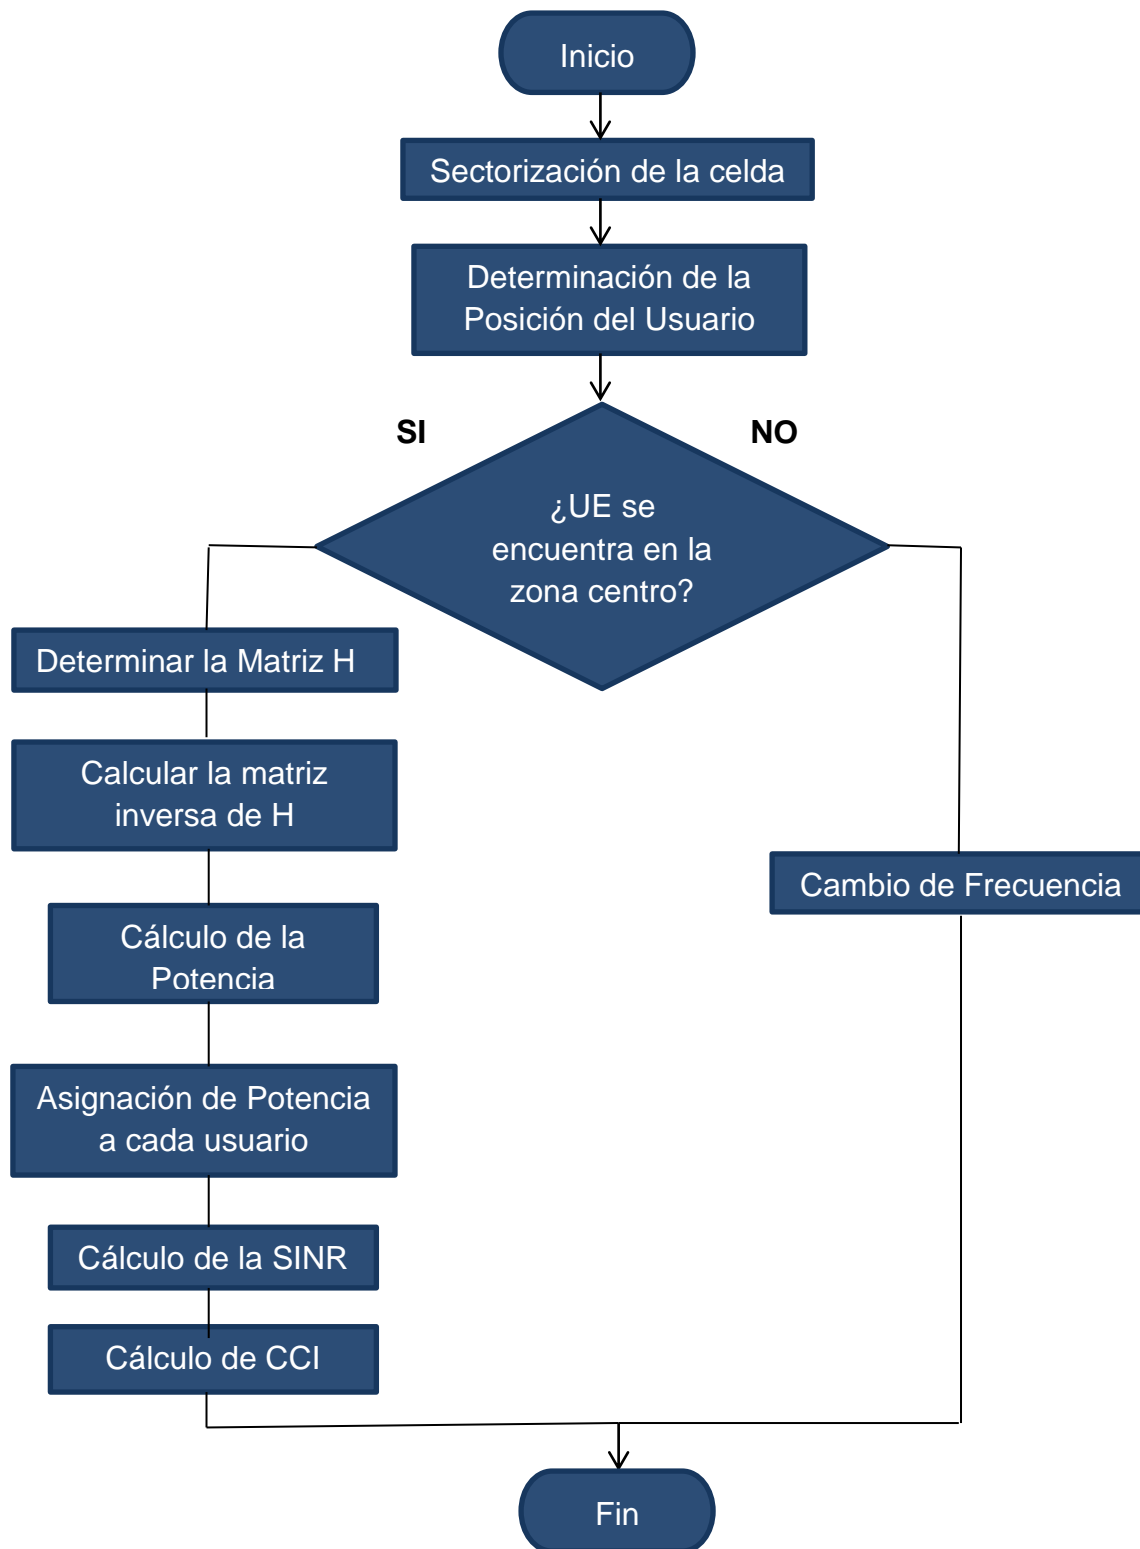 Inicio
Sectorización de la celda
Determinación de la
Posición del Usuario
SI
NO
¿UE se
encuentra en la
zona centro?
Determinar la Matriz H
Calcular la matriz
inversa de H
Cambio de Frecuencia
Cálculo de la
Potencia
Asignación de Potencia
a cada usuario
Cálculo de la SINR
Cálculo de CCI
Fin